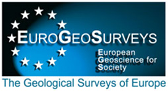 EUROGEOSURVEYS
European
Geoscience for
Society
The Geological Surveys of Europe